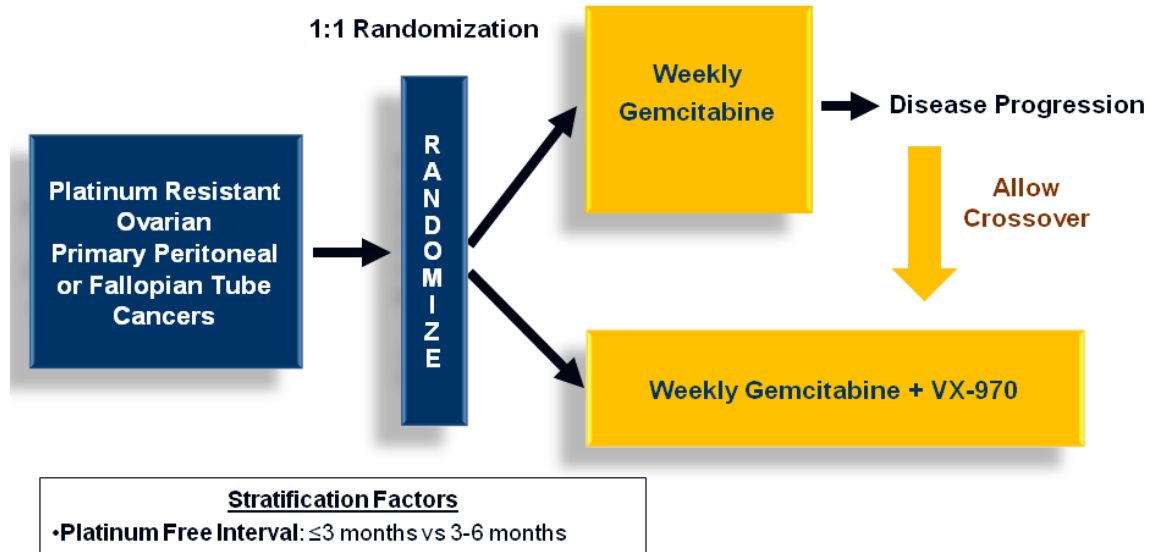 1:1 Randomization
Platinum Resistant
Ovarian
Primary Peritoneal
or Fallopian Tube
Cancers
RANDOMIZE
Weekly
Gemcitabine
Disease Progression
Allow
Crossover
Weekly Gemcitabine + VX-970
Stratification Factors
•Platinum Free Interval: ≤3 months vs 3-6 months